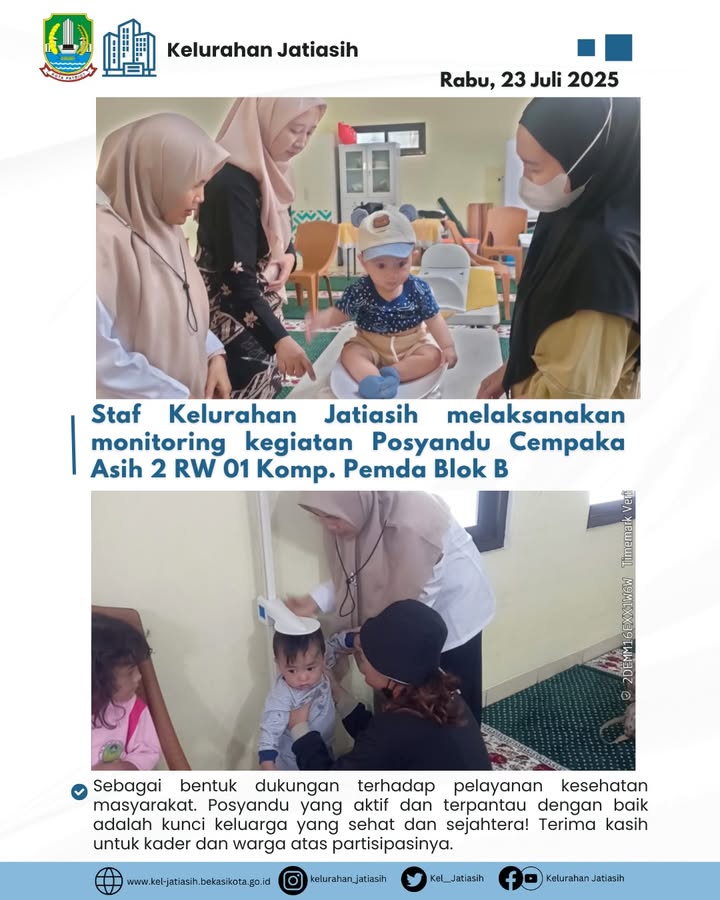 Kelurahan Jatiasih
Rabu, 23 Juli 2025
Staf Kelurahan Jatiasih melaksanakan
monitoring kegiatan Posyandu Cempaka
Asih 2 RW 01 Komp. Pemda Blok B
© 2DEMM16EXX1W6W Timemark Veri
Sebagai bentuk dukungan terhadap pelayanan kesehatan
masyarakat. Posyandu yang aktif dan terpantau dengan baik
adalah kunci keluarga yang sehat dan sejahtera! Terima kasih
untuk kader dan warga atas partisipasinya.
www.kel-jatiasih.bekasikota.go.id kelurahan_jatiasih Kel__Jatiasih Kelurahan Jatiasih